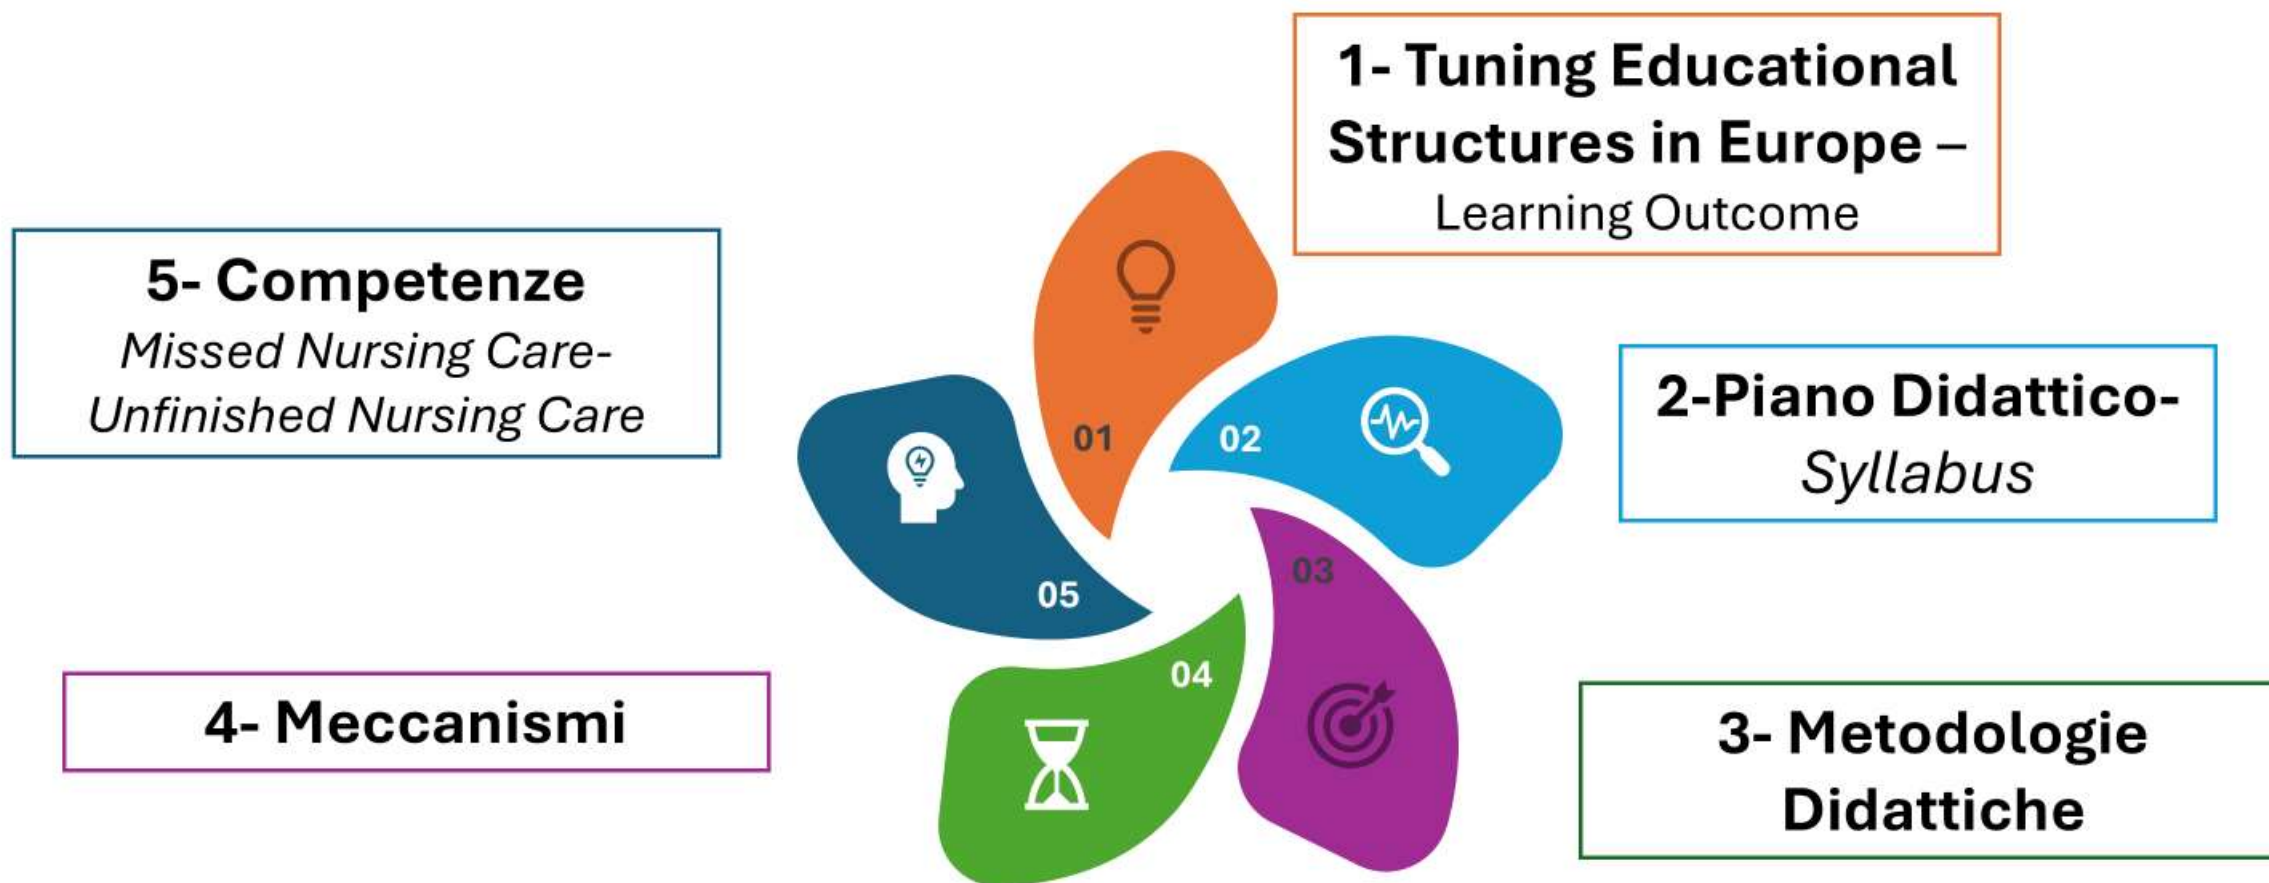 1- Tuning Educational
Structures in Europe –
Learning Outcome
5- Competenze
Missed Nursing Care-
Unfinished Nursing Care
2-Piano Didattico-
Syllabus
01
02
03
05
04
4- Meccanismi
3- Metodologie
Didattiche